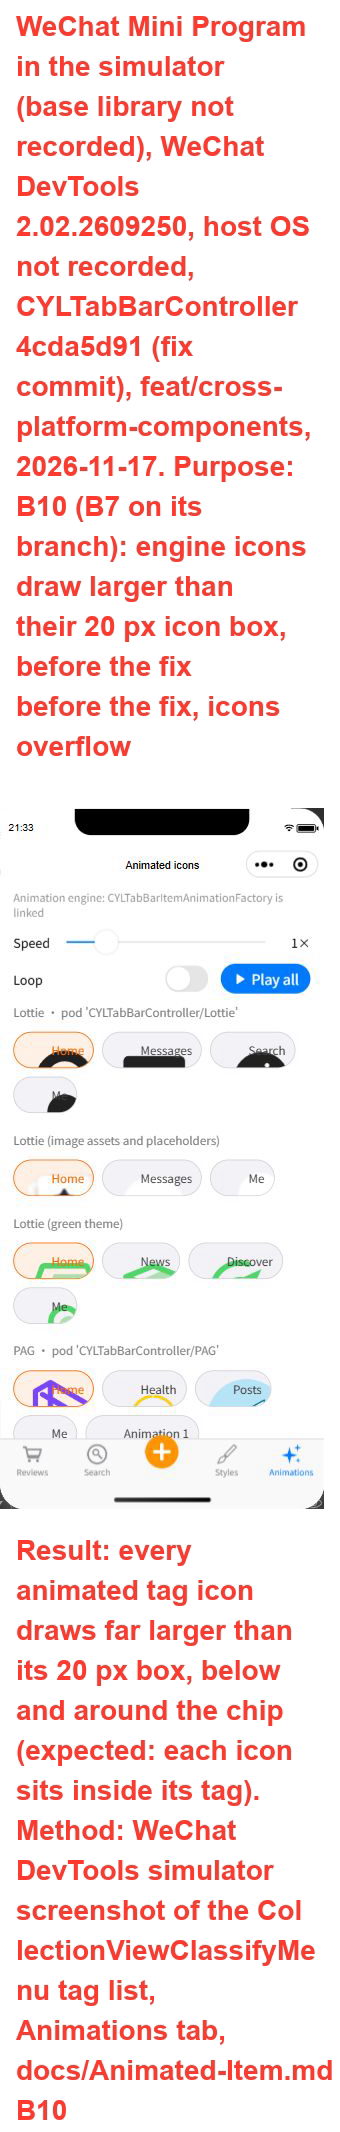 WeChat Mini Program
in the simulator
(base library not
recorded), WeChat
DevTools
2.02.2609250, host OS
not recorded,
CYLTabBarController
4cda5d91 (fix
commit), feat/cross-
platform-components,
2026-11-17. Purpose:
B10 (B7 on its
branch): engine icons
draw larger than
their 20 px icon box,
before the fix
before the fix, icons
overflow
21:33
Animated icons
Animation engine: CYLTabBarItemAnimationFactory is
linked
Speed 1×
Loop Play all
Lottie · pod 'CYLTabBarController/Lottie'
Home Messages Search
Me
Lottie (image assets and placeholders)
Home Messages Me
Lottie (green theme)
Home News Discover
Me
PAG · pod 'CYLTabBarController/PAG'
Home Health Posts
Me Animation 1
Reviews Search Styles Animations
Result: every
animated tag icon
draws far larger than
its 20 px box, below
and around the chip
(expected: each icon
sits inside its tag).
Method: WeChat
DevTools simulator
screenshot of the Col
lectionViewClassifyMe
nu tag list,
Animations tab,
docs/Animated-Item.md
B10